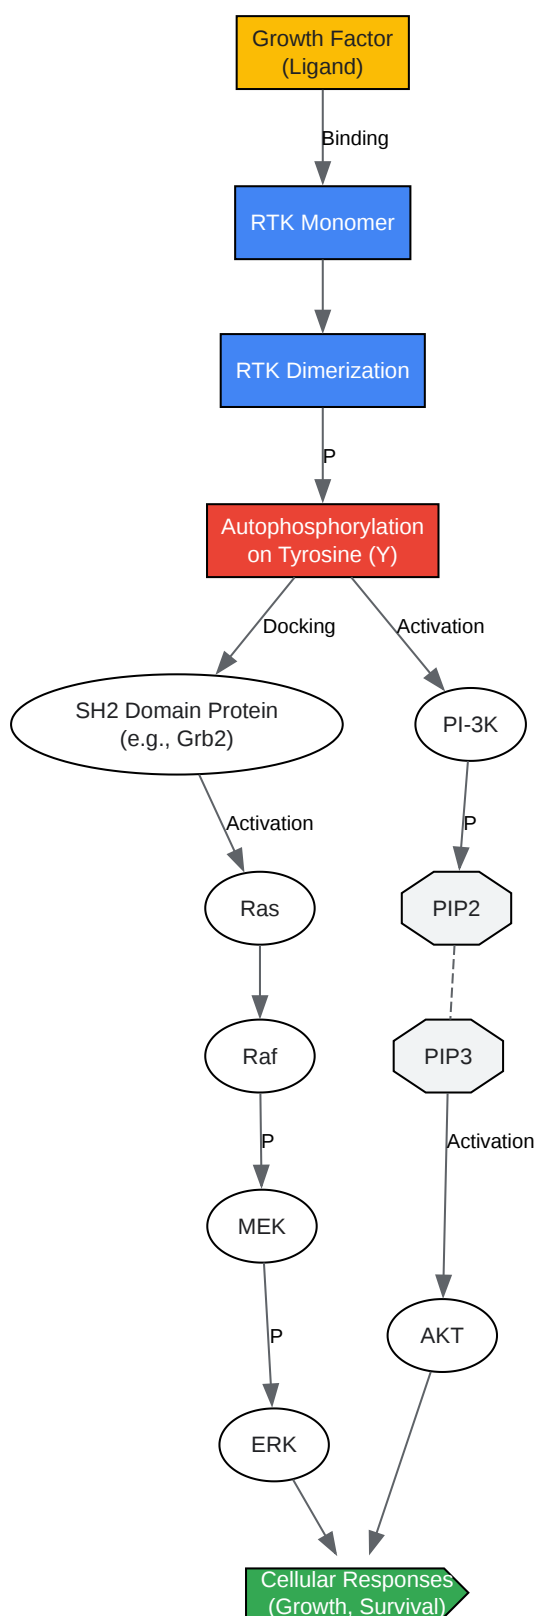 Growth Factor
(Ligand)
Binding
RTK Monomer
RTK Dimerization
P
Autophosphorylation
on Tyrosine (Y)
Docking
Activation
SH2 Domain Protein
(e.g., Grb2)
PI-3K
Activation
P
Ras
PIP2
Raf
PIP3
P
Activation
MEK
P
AKT
ERK
Cellular Responses
(Growth, Survival)